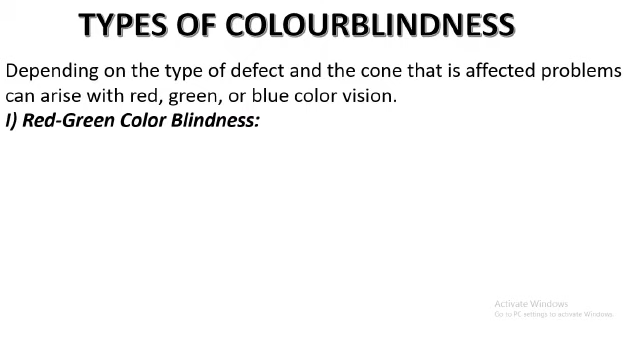 TYPES OF COLOURBLINDNESS
Depending on the type of defect and the cone that is affected problems
can arise with red, green, or blue color vision.
I) Red-Green Color Blindness:
Activate Windows
Go to PC settings to activate Windows.